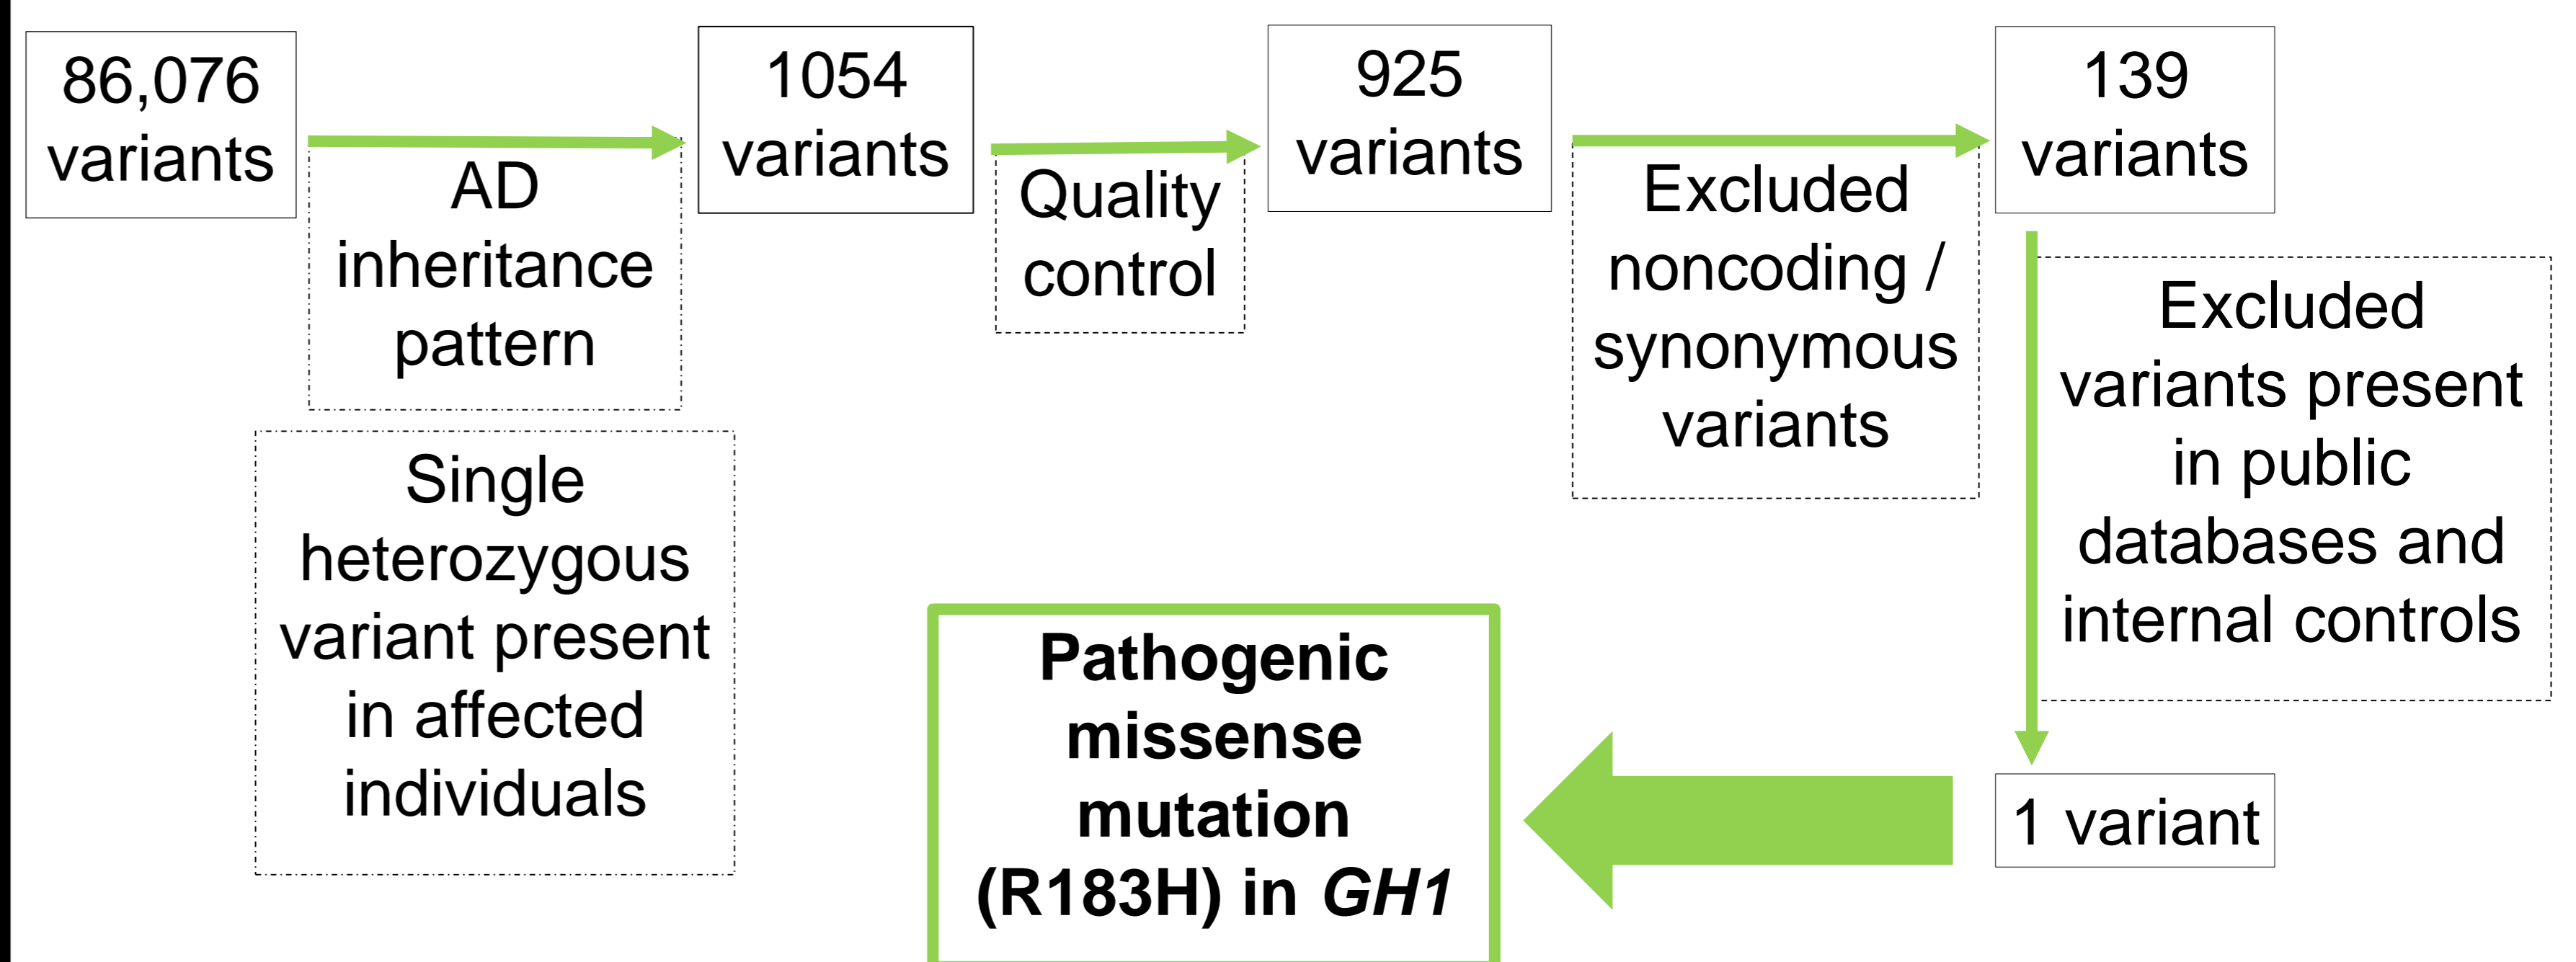 86,076
variants
AD
inheritance
pattern
Single
heterozygous
variant present
in affected
individuals
1054
variants
Quality
control
925
variants
Excluded
noncoding /
synonymous
variants
139
variants
Excluded
variants present
in public
databases and
internal controls
1 variant
Pathogenic
missense
mutation
(R183H) in GH1